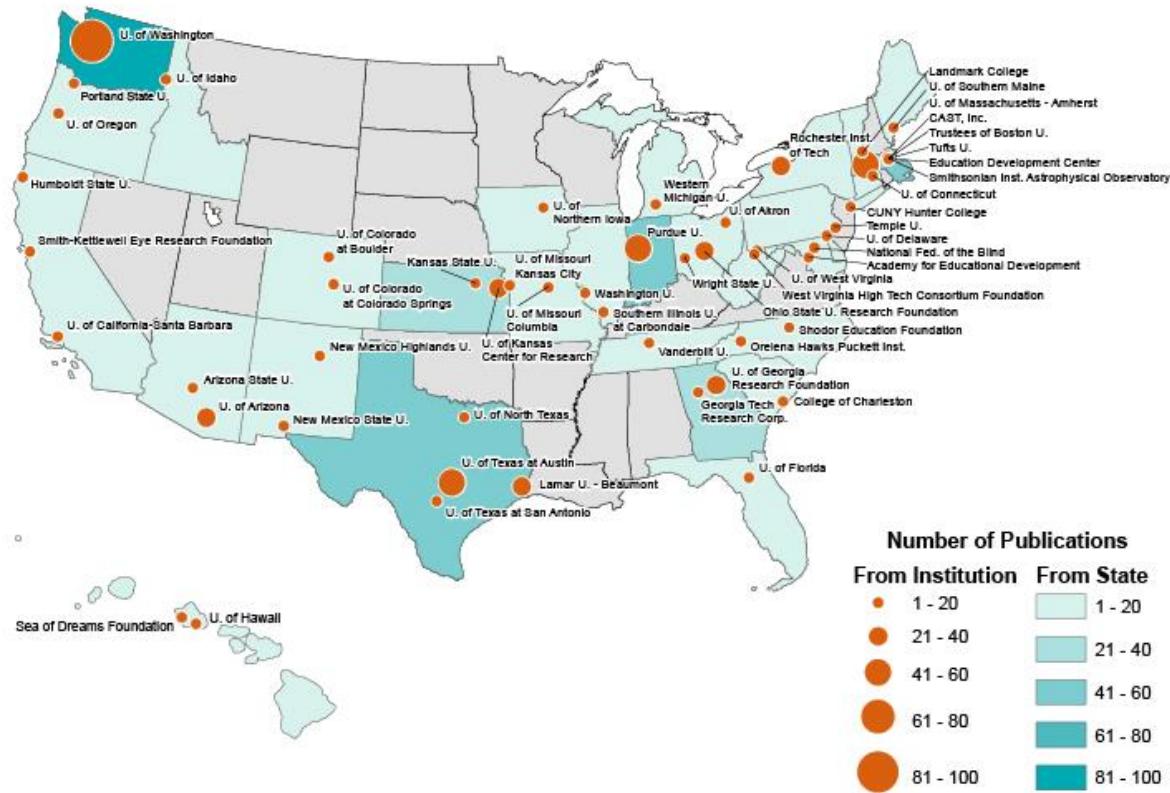 U. of Washington
U. of Idaho
Portland State U.
U. of Oregon
Humboldt State U.
Smith-Kettlewell Eye Research Foundation
U. of California-Santa Barbara
Arizona State U.
U. of Arizona
New Mexico Highlands U.
New Mexico State U.
U. of Colorado
at Boulder
U. of Colorado
at Colorado Springs
Kansas State U.
U. of Missouri
Kansas City
U. of Missouri
Columbia
U. of Kansas
Center for Research
U. of
Northern Iowa
Washington U.
Southern Illinois U.
at Carbondale
Western
Michigan U.
Purdue U.
U. of Akron
Wright State U.
Rochester Inst.
of Tech
Landmark College
U. of Southern Maine
U. of Massachusetts - Amherst
CAST, Inc.
Trustees of Boston U.
Tufts U.
Education Development Center
Smithsonian Inst. Astrophysical Observatory
U. of Connecticut
CUNY Hunter College
Temple U.
U. of Delaware
National Fed. of the Blind
Academy for Educational Development
U. of West Virginia
West Virginia High Tech Consortium Foundation
Ohio State U. Research Foundation
Shodor Education Foundation
Orelena Hawks Puckett Inst.
Vanderbilt U.
U. of Georgia
Research Foundation
Georgia Tech
Research Corp.
College of Charleston
U. of Florida
U. of North Texas
U. of Texas at Austin
Lamar U. - Beaumont
U. of Texas at San Antonio
Sea of Dreams Foundation
U. of Hawaii
Number of Publications
From Institution
1 - 20
21 - 40
41 - 60
61 - 80
81 - 100
From State
1 - 20
21 - 40
41 - 60
61 - 80
81 - 100